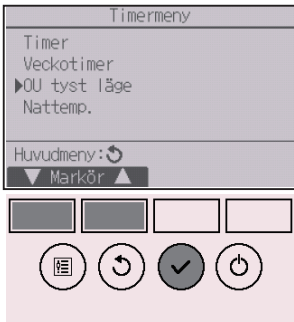 Timermeny
Timer
Veckotimer
▶OU tyst läge
Nattemp.
Huvudmeny:
▼ Markör ▲